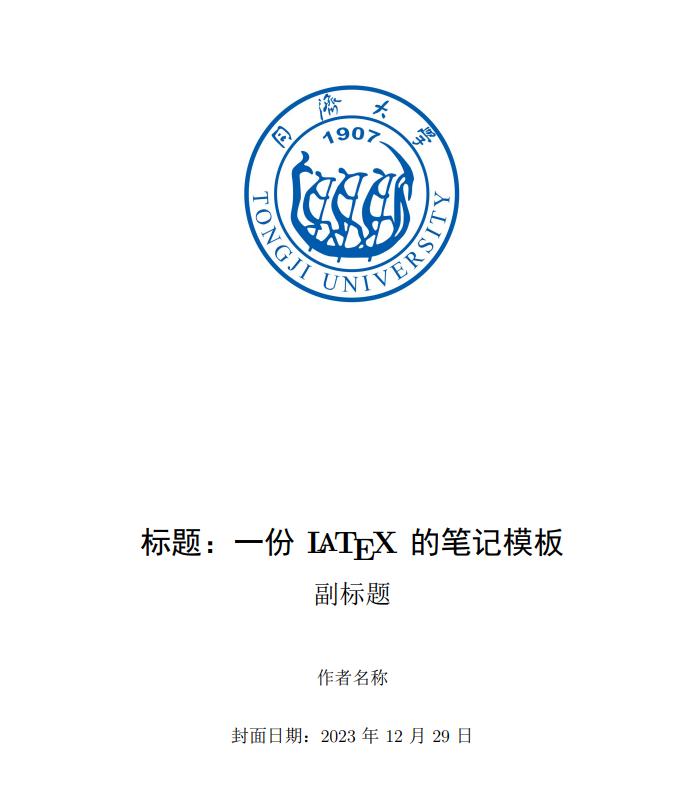 同濟大學
1907
TONGJI UNIVERSITY
标题：一份 LATEX 的笔记模板
副标题
作者名称
封面日期：2023 年 12 月 29 日